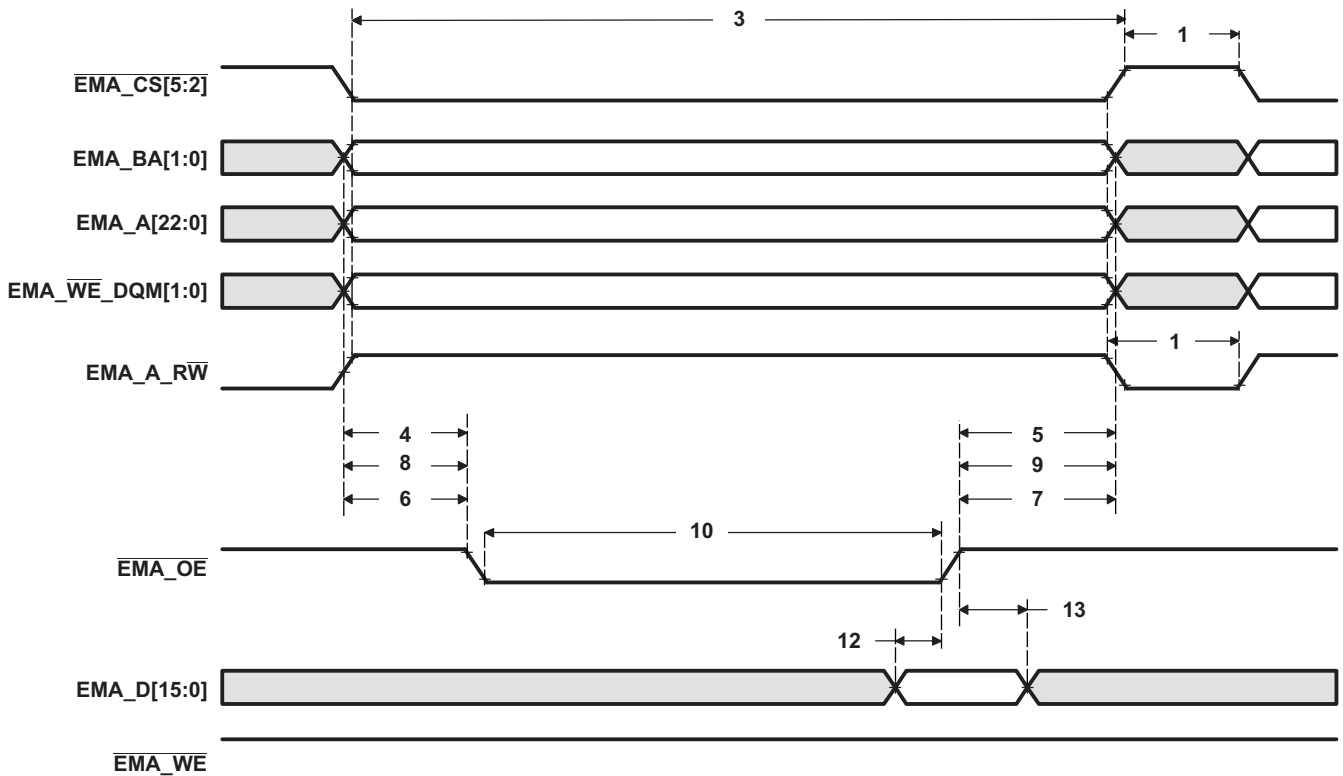 3
1
EMA_CS[5:2]
EMA_BA[1:0]
EMA_A[22:0]
EMA_WE_DQM[1:0]
1
EMA_A_RW
4
5
8
9
6
7
10
EMA_OE
13
12
EMA_D[15:0]
EMA_WE